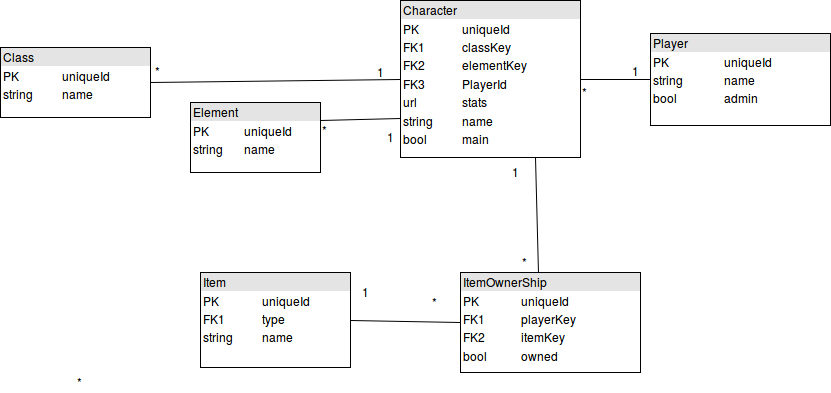 Character
PK uniqueId
FK1 classKey
FK2 elementKey
FK3 PlayerId
url stats
string name
bool main
Class
PK uniqueId
string name
*
1
Player
PK uniqueId
string name
bool admin
1
*
Element
PK uniqueId
string name
*
1
1
*
Item
PK uniqueId
FK1 type
string name
1
*
ItemOwnerShip
PK uniqueId
FK1 playerKey
FK2 itemKey
bool owned
*